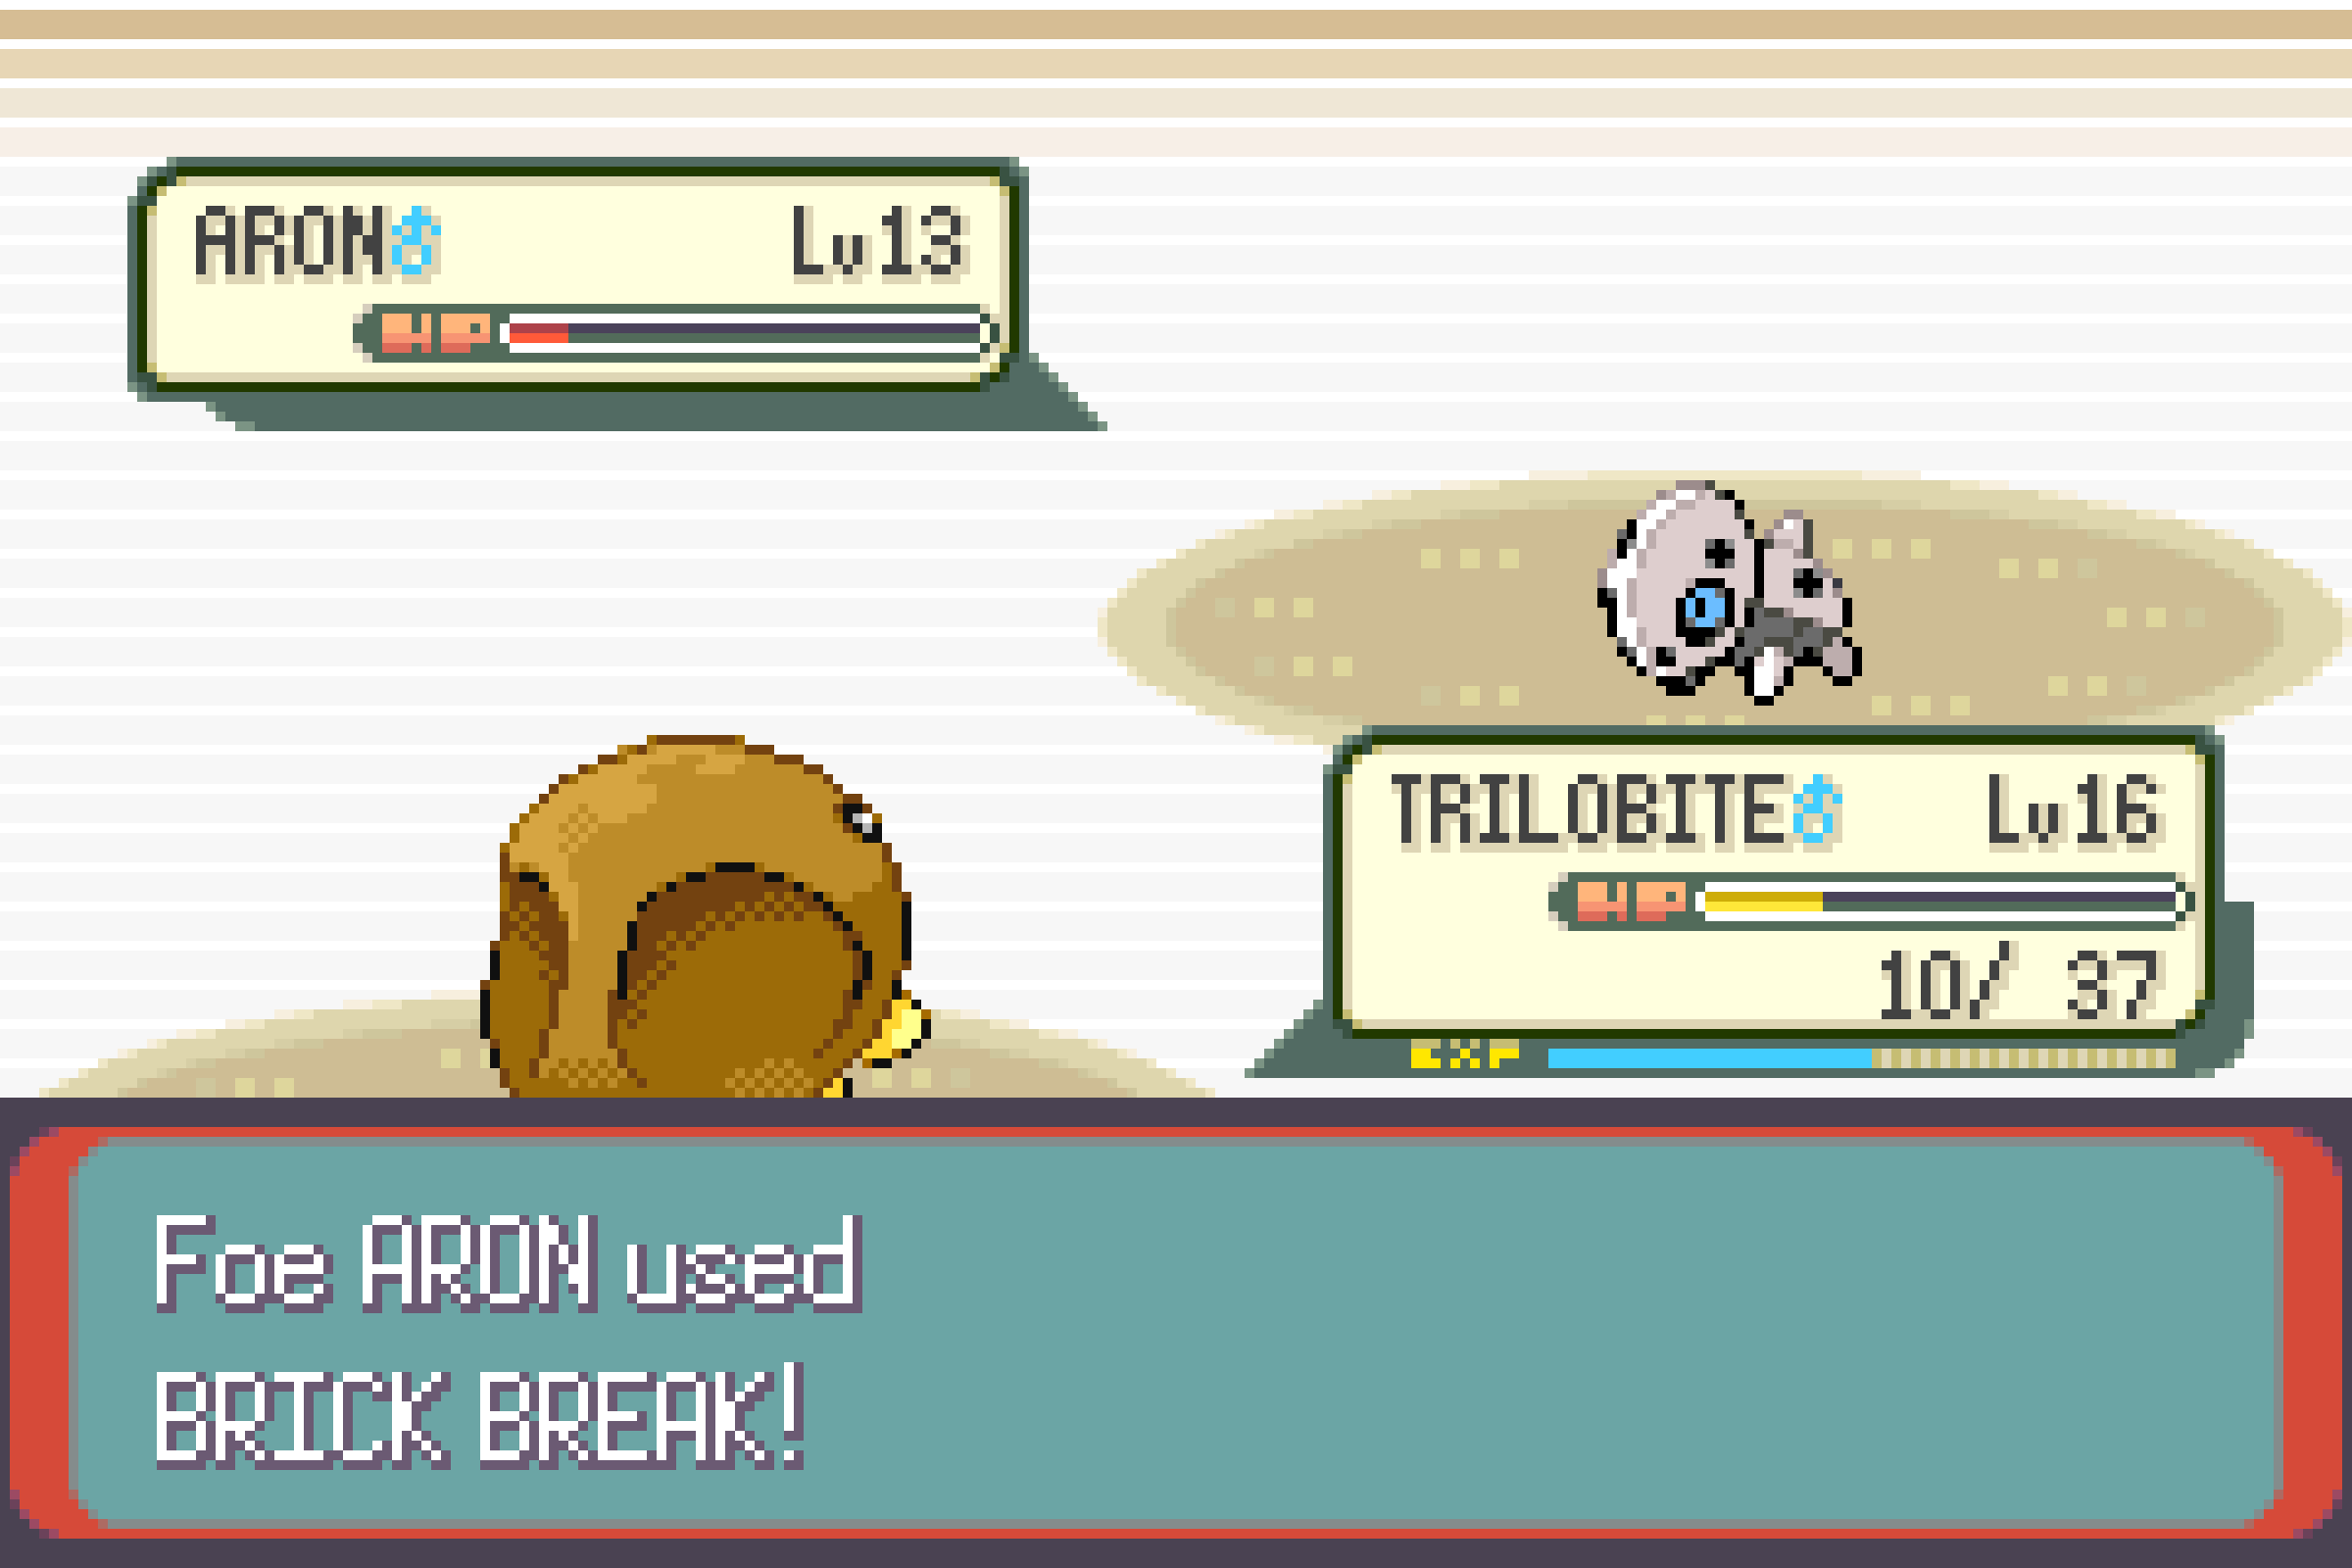 ARON♂ Lv13
HP
TRILOBITE♂ Lv16
HP
10/ 37
EXP
Foe ARON used
BRICK BREAK!